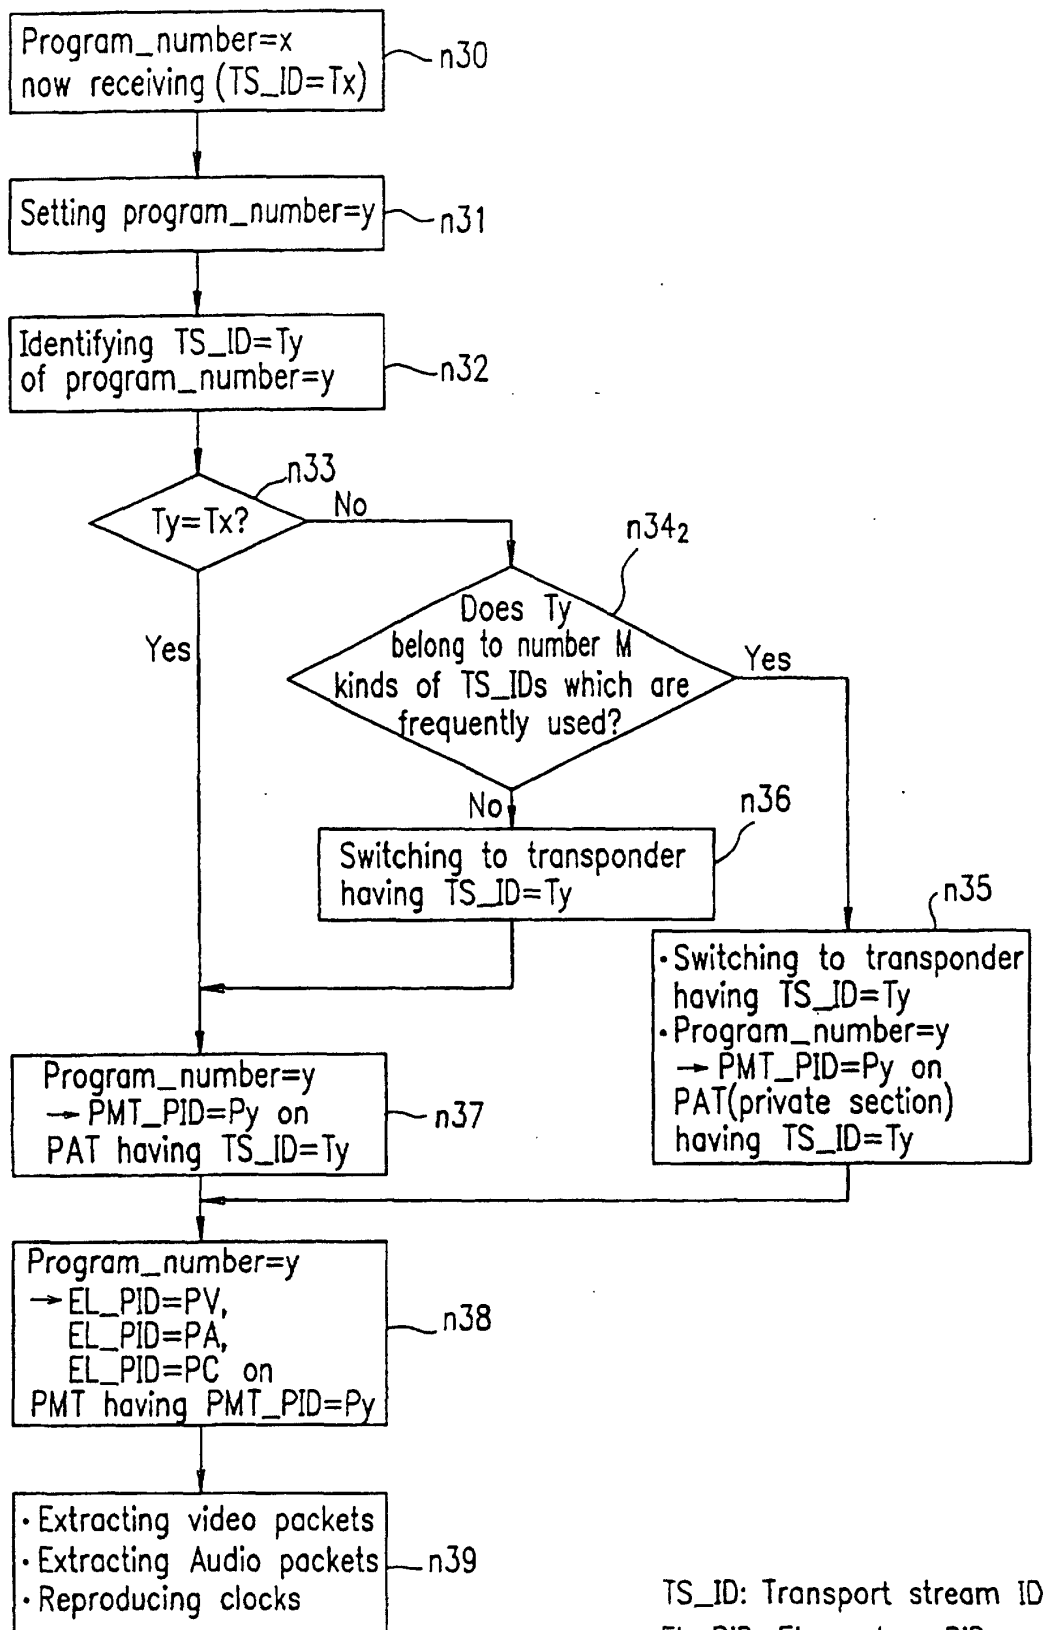 Program_number=x
now receiving (TS_ID=Tx)
n30
Setting program_number=y
n31
Identifying TS_ID=Ty
of program_number=y
n32
n33
Ty=Tx?
No
n34₂
Does Ty
belong to number M
kinds of TS_IDs which are
frequently used?
Yes
Yes
No
n36
Switching to transponder
having TS_ID=Ty
n35
· Switching to transponder
having TS_ID=Ty
· Program_number=y
→ PMT_PID=Py on
PAT(private section)
having TS_ID=Ty
Program_number=y
→ PMT_PID=Py on
PAT having TS_ID=Ty
n37
Program_number=y
→ EL_PID=PV,
EL_PID=PA,
EL_PID=PC on
PMT having PMT_PID=Py
n38
· Extracting video packets
· Extracting Audio packets
· Reproducing clocks
n39
TS_ID: Transport stream ID